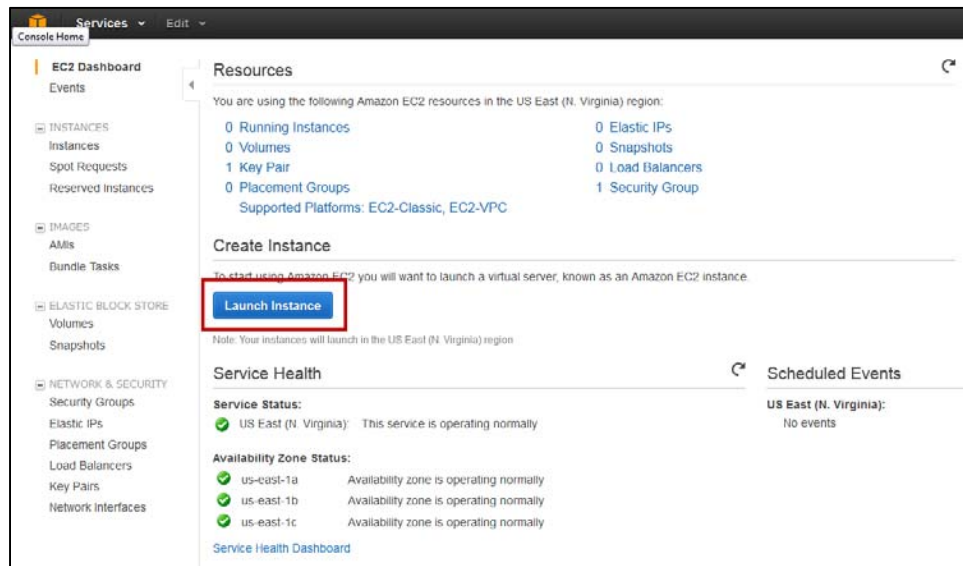 Services Edit
Console Home
EC2 Dashboard
Events
INSTANCES
Instances
Spot Requests
Reserved Instances
IMAGES
AMIs
Bundle Tasks
ELASTIC BLOCK STORE
Volumes
Snapshots
NETWORK & SECURITY
Security Groups
Elastic IPs
Placement Groups
Load Balancers
Key Pairs
Network Interfaces
Resources
You are using the following Amazon EC2 resources in the US East (N. Virginia) region:
0 Running Instances 0 Elastic IPs
0 Volumes 0 Snapshots
1 Key Pair 0 Load Balancers
0 Placement Groups 1 Security Group
Supported Platforms: EC2-Classic, EC2-VPC
Create Instance
To start using Amazon EC2 you will want to launch a virtual server, known as an Amazon EC2 instance.
Launch Instance
Note: Your instances will launch in the US East (N. Virginia) region
Service Health
Service Status:
US East (N. Virginia): This service is operating normally
Availability Zone Status:
us-east-1a Availability zone is operating normally
us-east-1b Availability zone is operating normally
us-east-1c Availability zone is operating normally
Service Health Dashboard
Scheduled Events
US East (N. Virginia):
No events